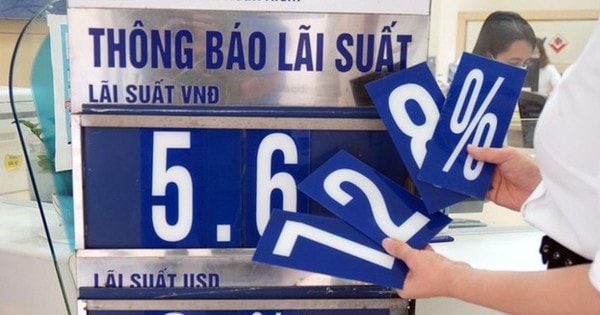 THÔNG BÁO LÃI SUẤT
LÃI SUẤT VNĐ
5.6
8 %
1 2
LÃI SUẤT USD